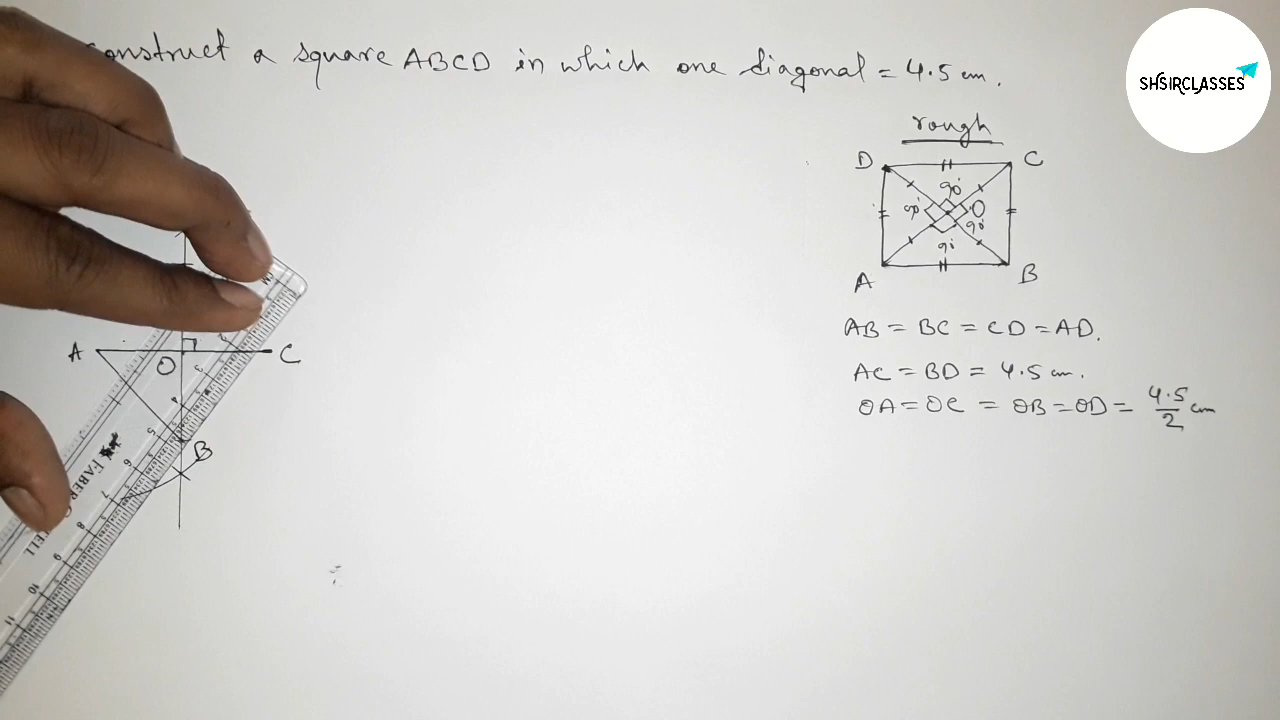 construct a square ABCD in which one diagonal = 4.5 cm.
SHSIRCLASSES
rough
D C
90°
90° O
90°
90°
A B
AB = BC = CD = AD.
A O C
AC = BD = 4.5 cm.
OA = OC = OB = OD = 4.5/2 cm
B
FABER